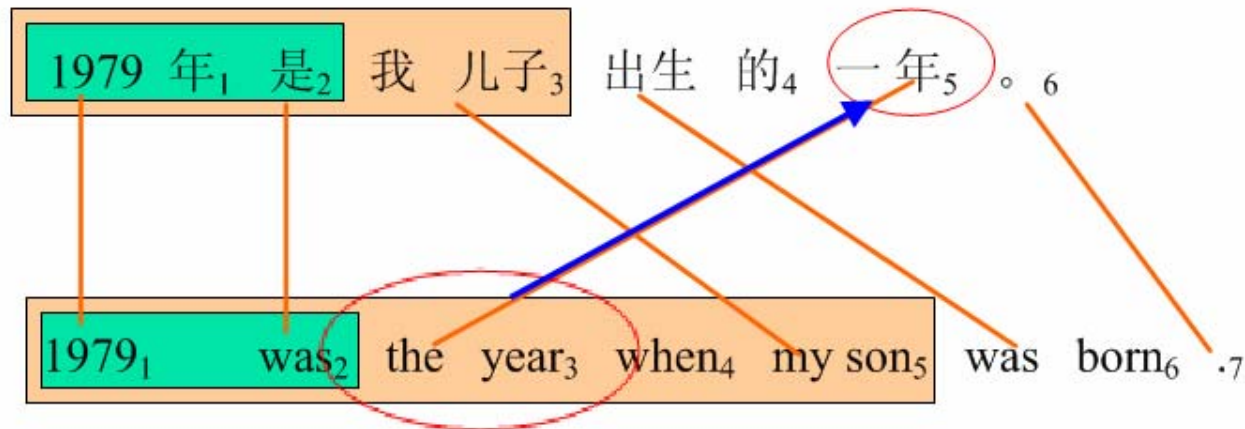 1979 年₁ 是₂ 我 儿子₃ 出生 的₄ 一 年₅ 。₆
1979₁ was₂ the year₃ when₄ my son₅ was born₆ .₇